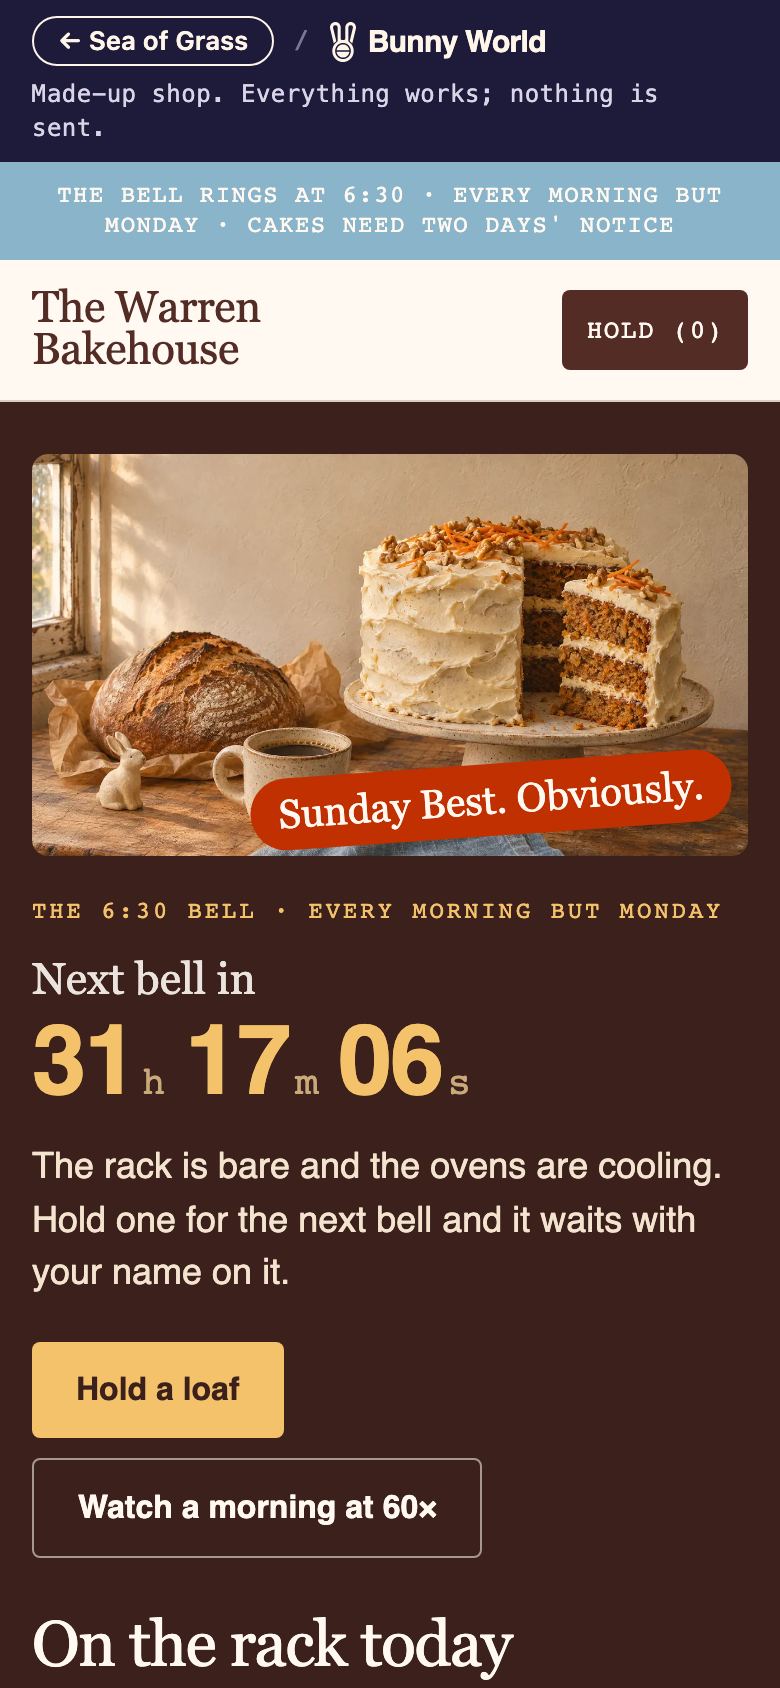 ← Sea of Grass / Bunny World
Made-up shop. Everything works; nothing is
sent.
THE BELL RINGS AT 6:30 · EVERY MORNING BUT
MONDAY · CAKES NEED TWO DAYS' NOTICE
The Warren
Bakehouse
HOLD (0)
Sunday Best. Obviously.
THE 6:30 BELL · EVERY MORNING BUT MONDAY
Next bell in
31h 17m 06s
The rack is bare and the ovens are cooling.
Hold one for the next bell and it waits with
your name on it.
Hold a loaf
Watch a morning at 60×
On the rack today